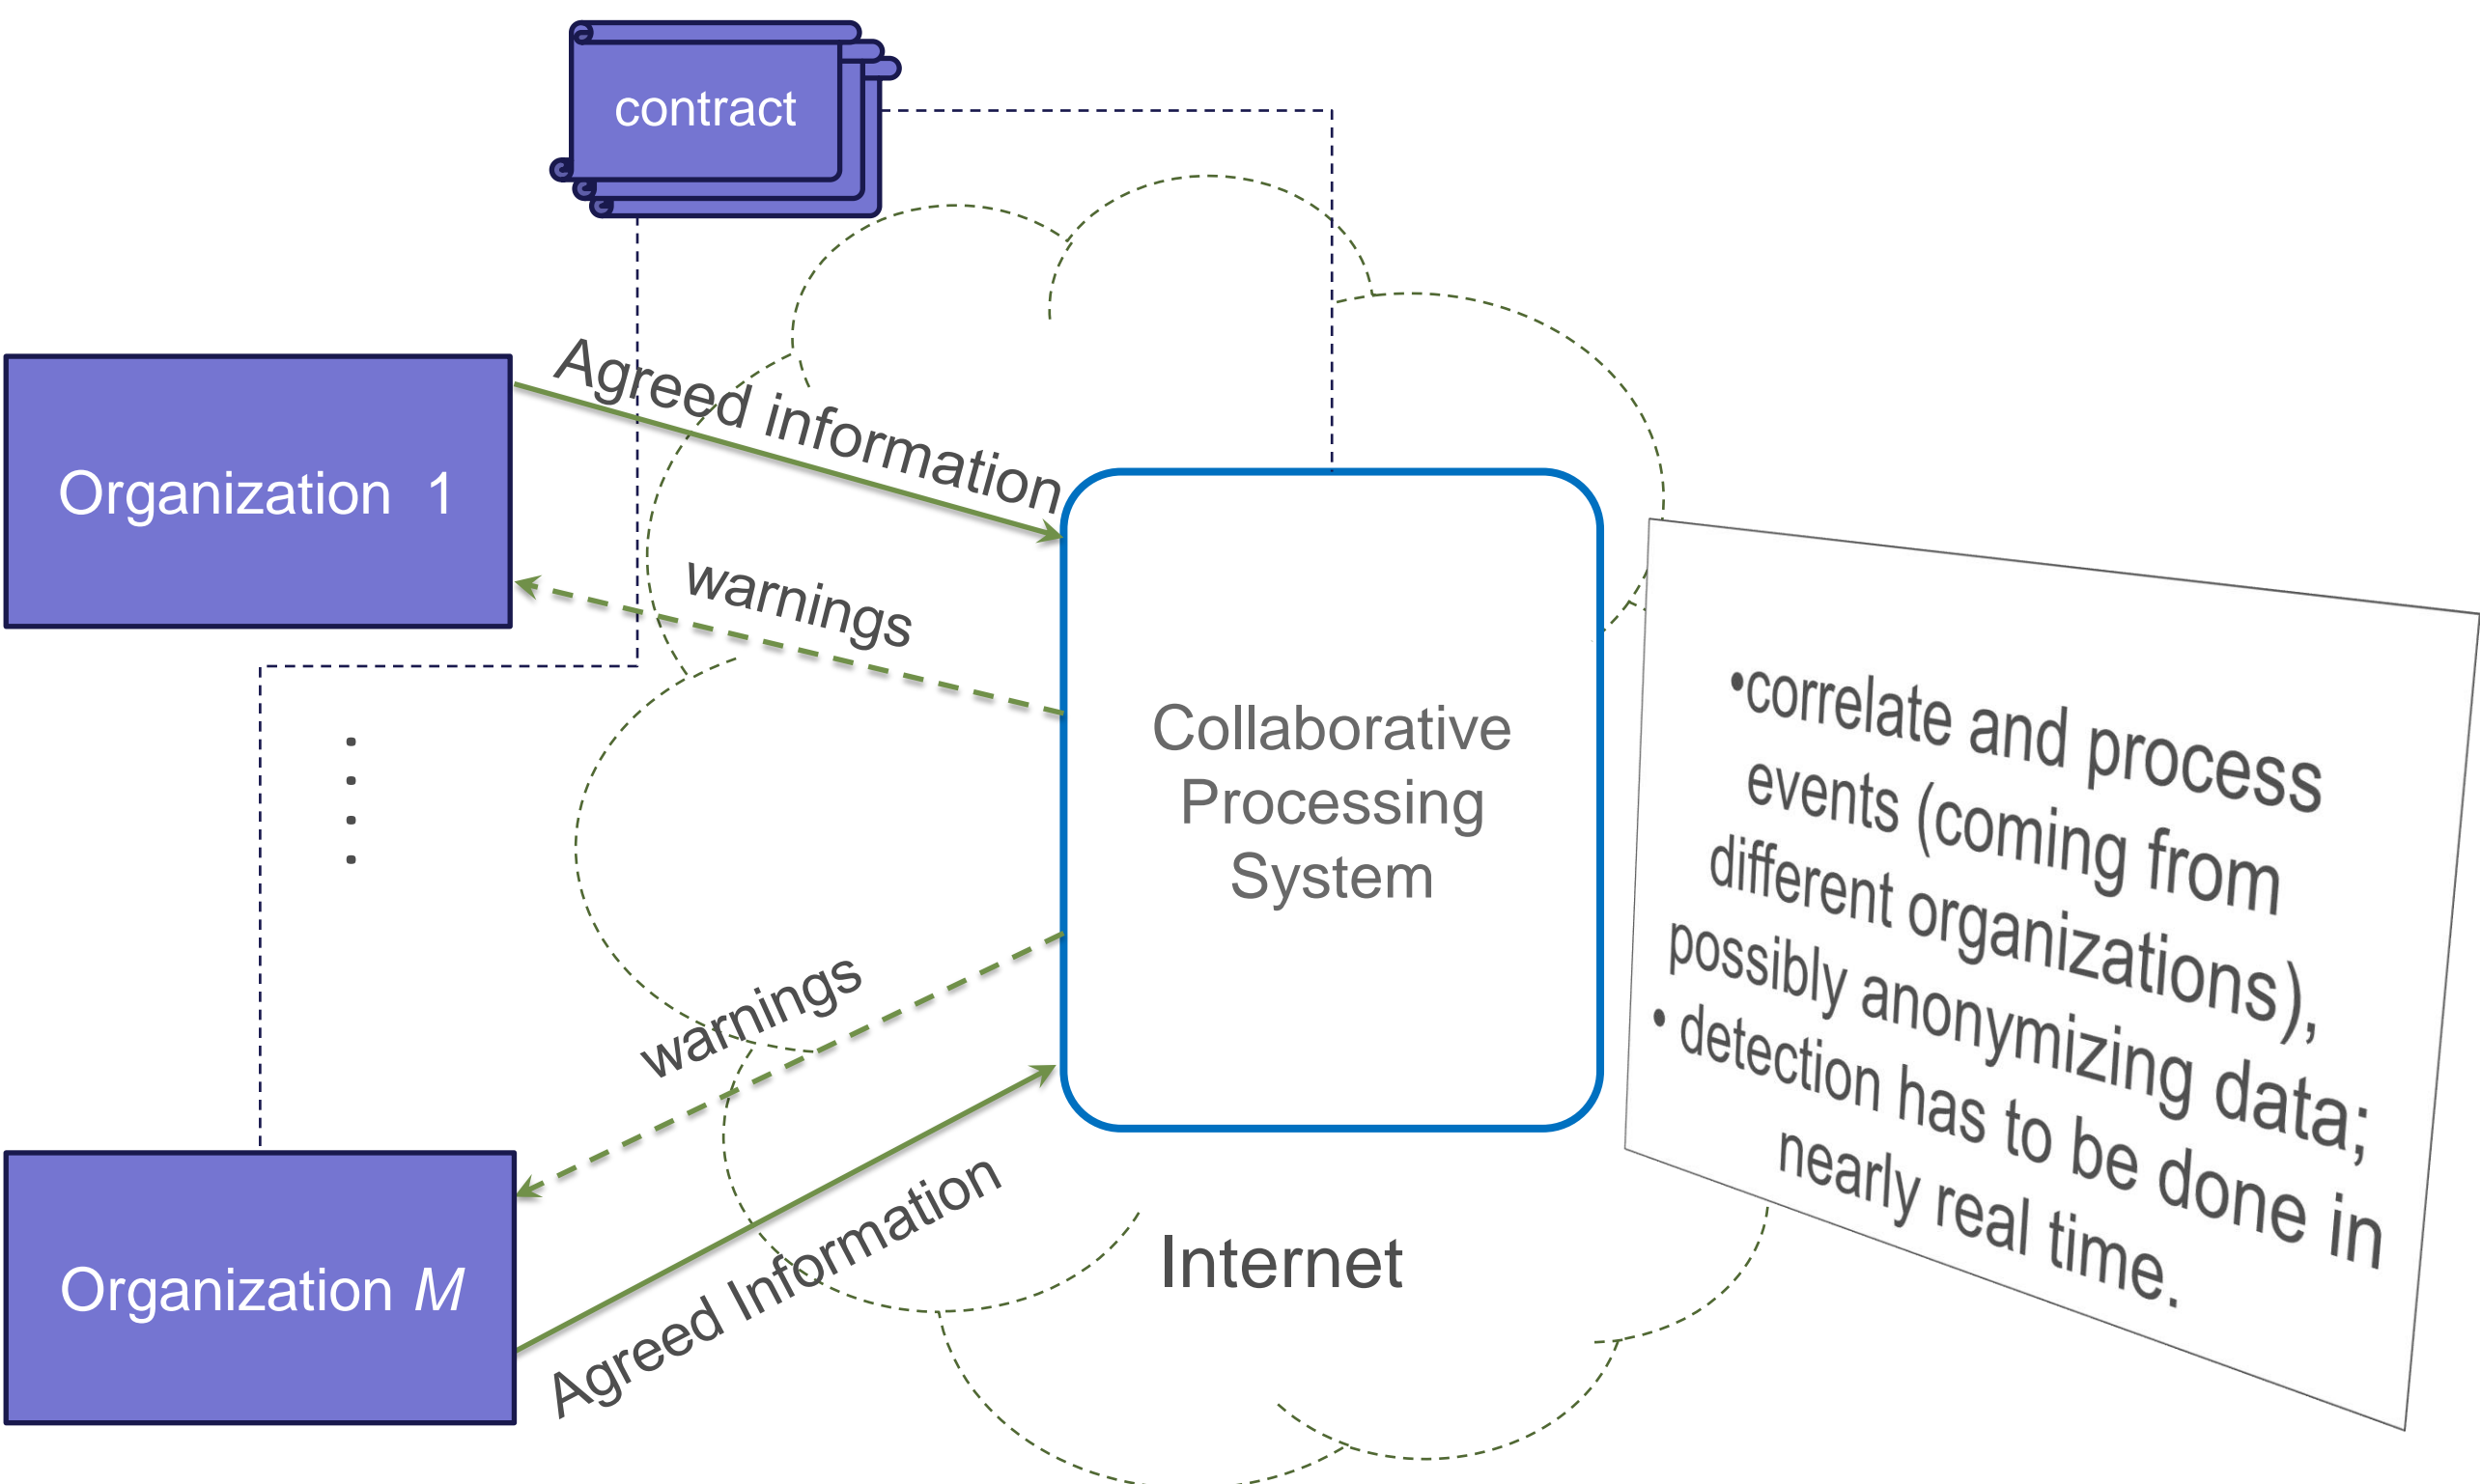 contract
Agreed information
Organization 1
warnings
Collaborative
Processing
System
•correlate and process
events (coming from
different organizations),
possibly anonymizing data;
• detection has to be done in
nearly real time.
warnings
Agreed Information
Organization M
Internet